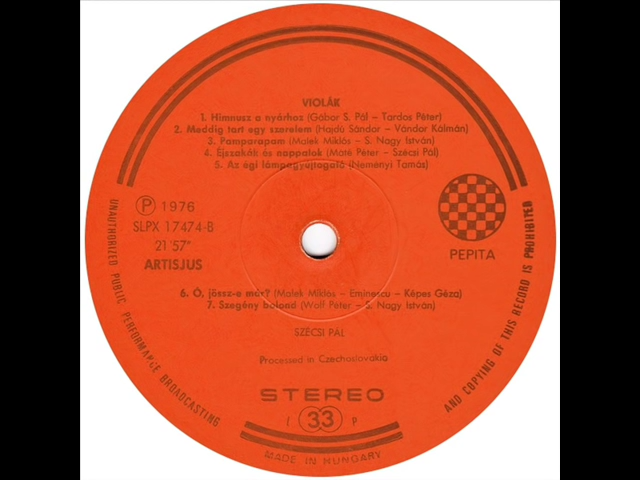 VIOLÁK
1. Himnusz a nyárhoz (Gábor S. Pál – Tardos Péter)
2. Meddig tart egy szerelem (Hajdú Sándor – Vándor Kálmán)
3. Pamparapam (Malek Miklós – S. Nagy István)
4. Éjszakák és nappalok (Máté Péter – Szécsi Pál)
5. Az égi lámpagyújtogató (Neményi Tamás)
Ⓟ 1976
SLPX 17474-B
21'57"
ARTISJUS
PEPITA
6. Ó, jössz-e már? (Malek Miklós – Eminescu – Képes Géza)
7. Szegény bolond (Wolf Péter – S. Nagy István)
SZÉCSI PÁL
Processed in Czechoslovakia
STEREO
33
P
MADE IN HUNGARY
UNAUTHORIZED PUBLIC PERFORMANCE BROADCASTING
AND COPYING OF THIS RECORD IS PROHIBITED